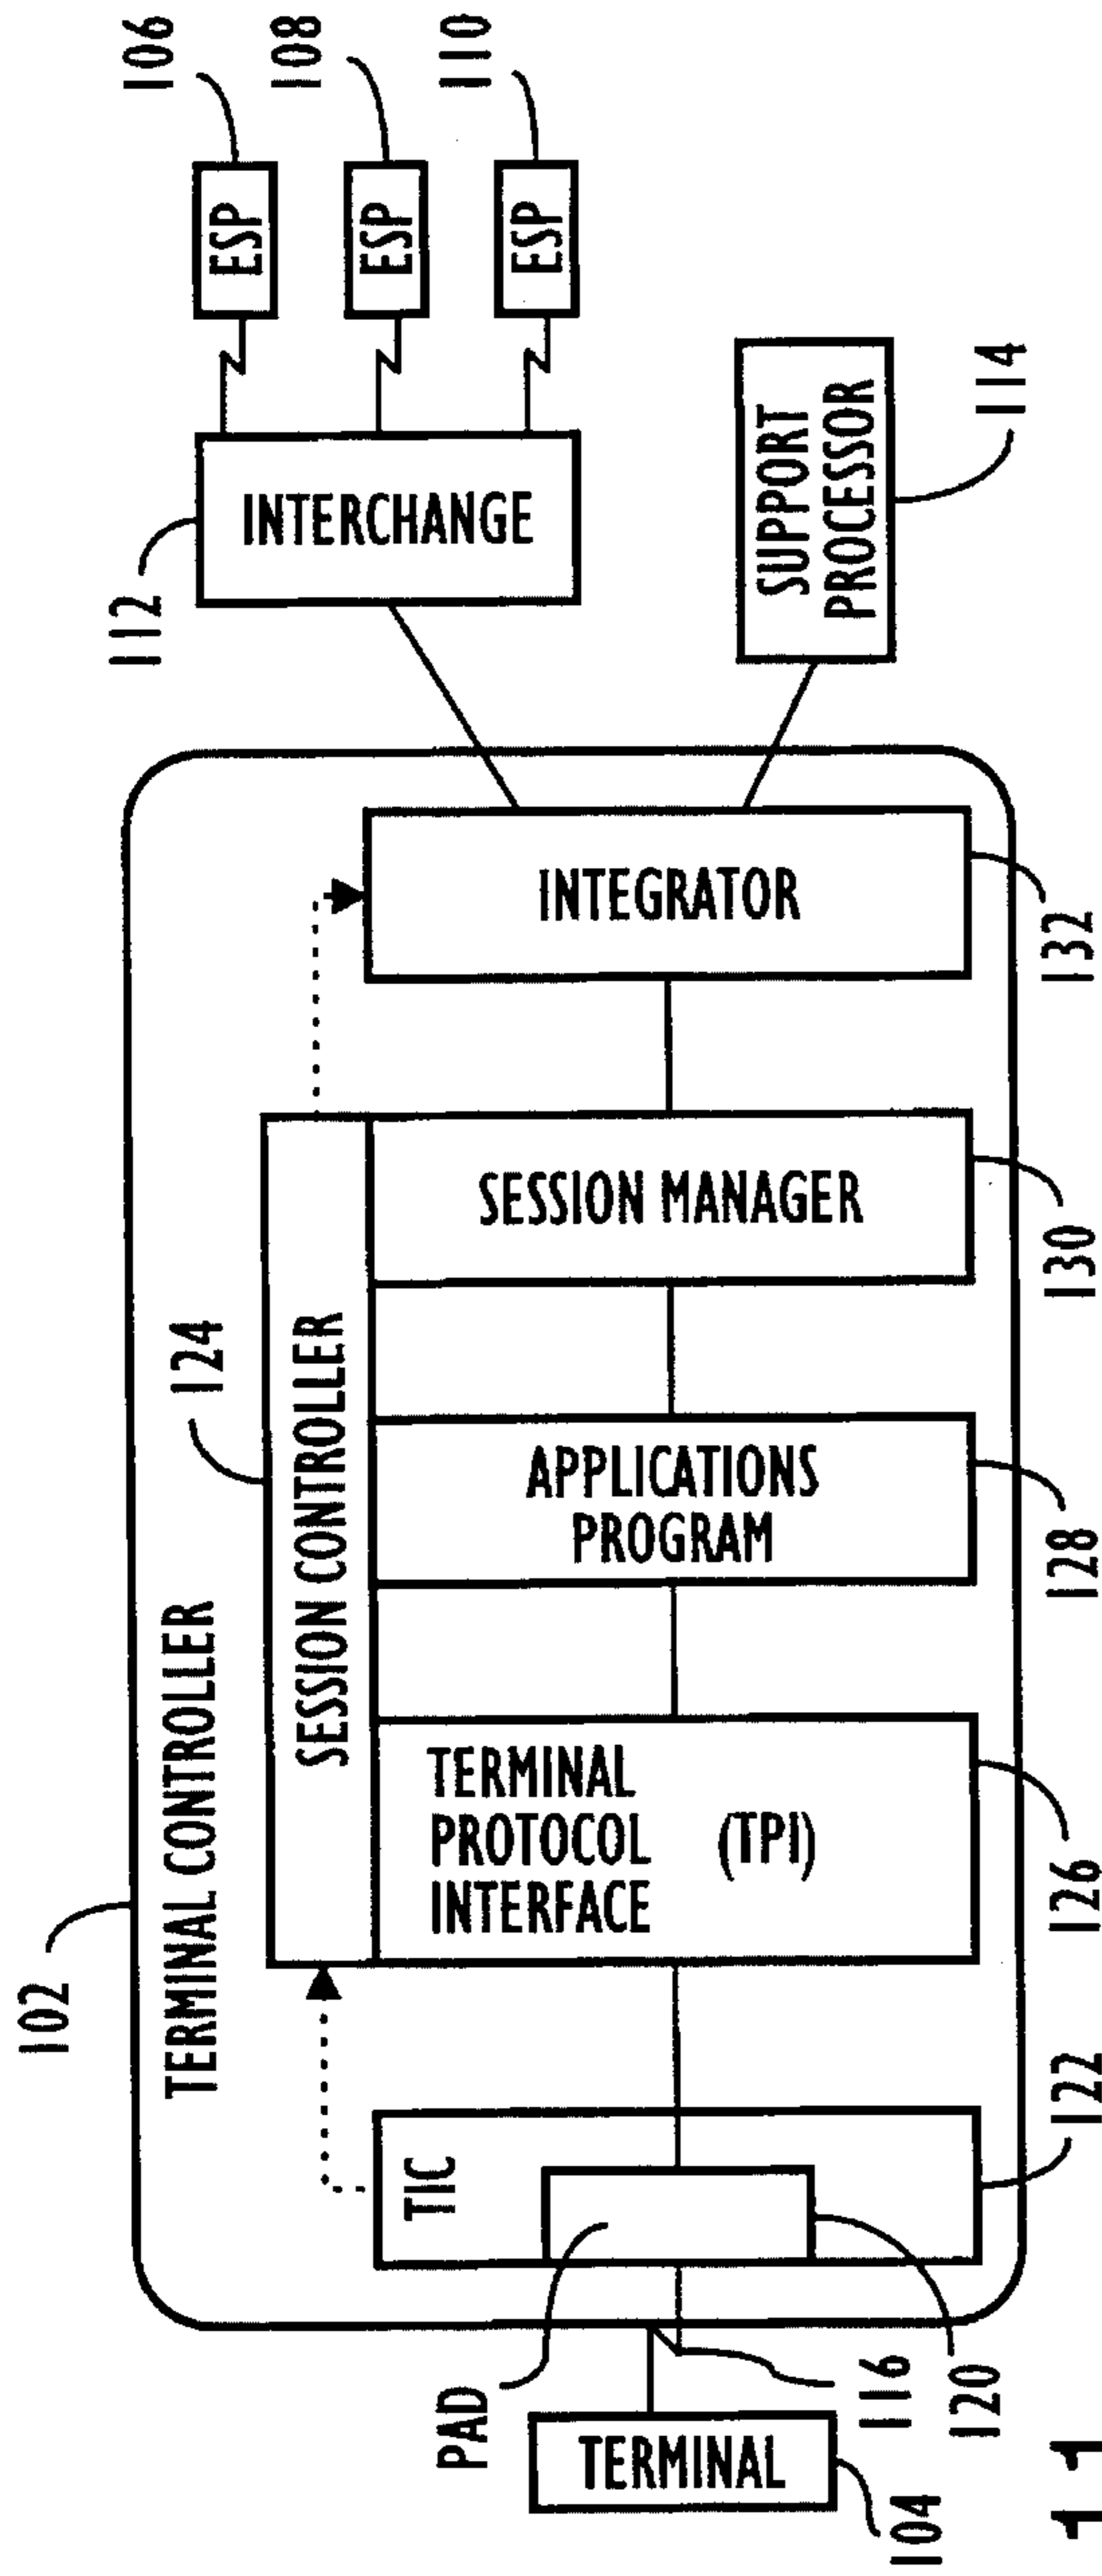 102
TERMINAL CONTROLLER
124
SESSION CONTROLLER
TERMINAL
104
PAD
116
120
TIC
122
TERMINAL
PROTOCOL
INTERFACE
(TPI)
126
APPLICATIONS
PROGRAM
128
SESSION MANAGER
130
INTEGRATOR
132
112
INTERCHANGE
ESP
106
ESP
108
ESP
110
SUPPORT
PROCESSOR
114